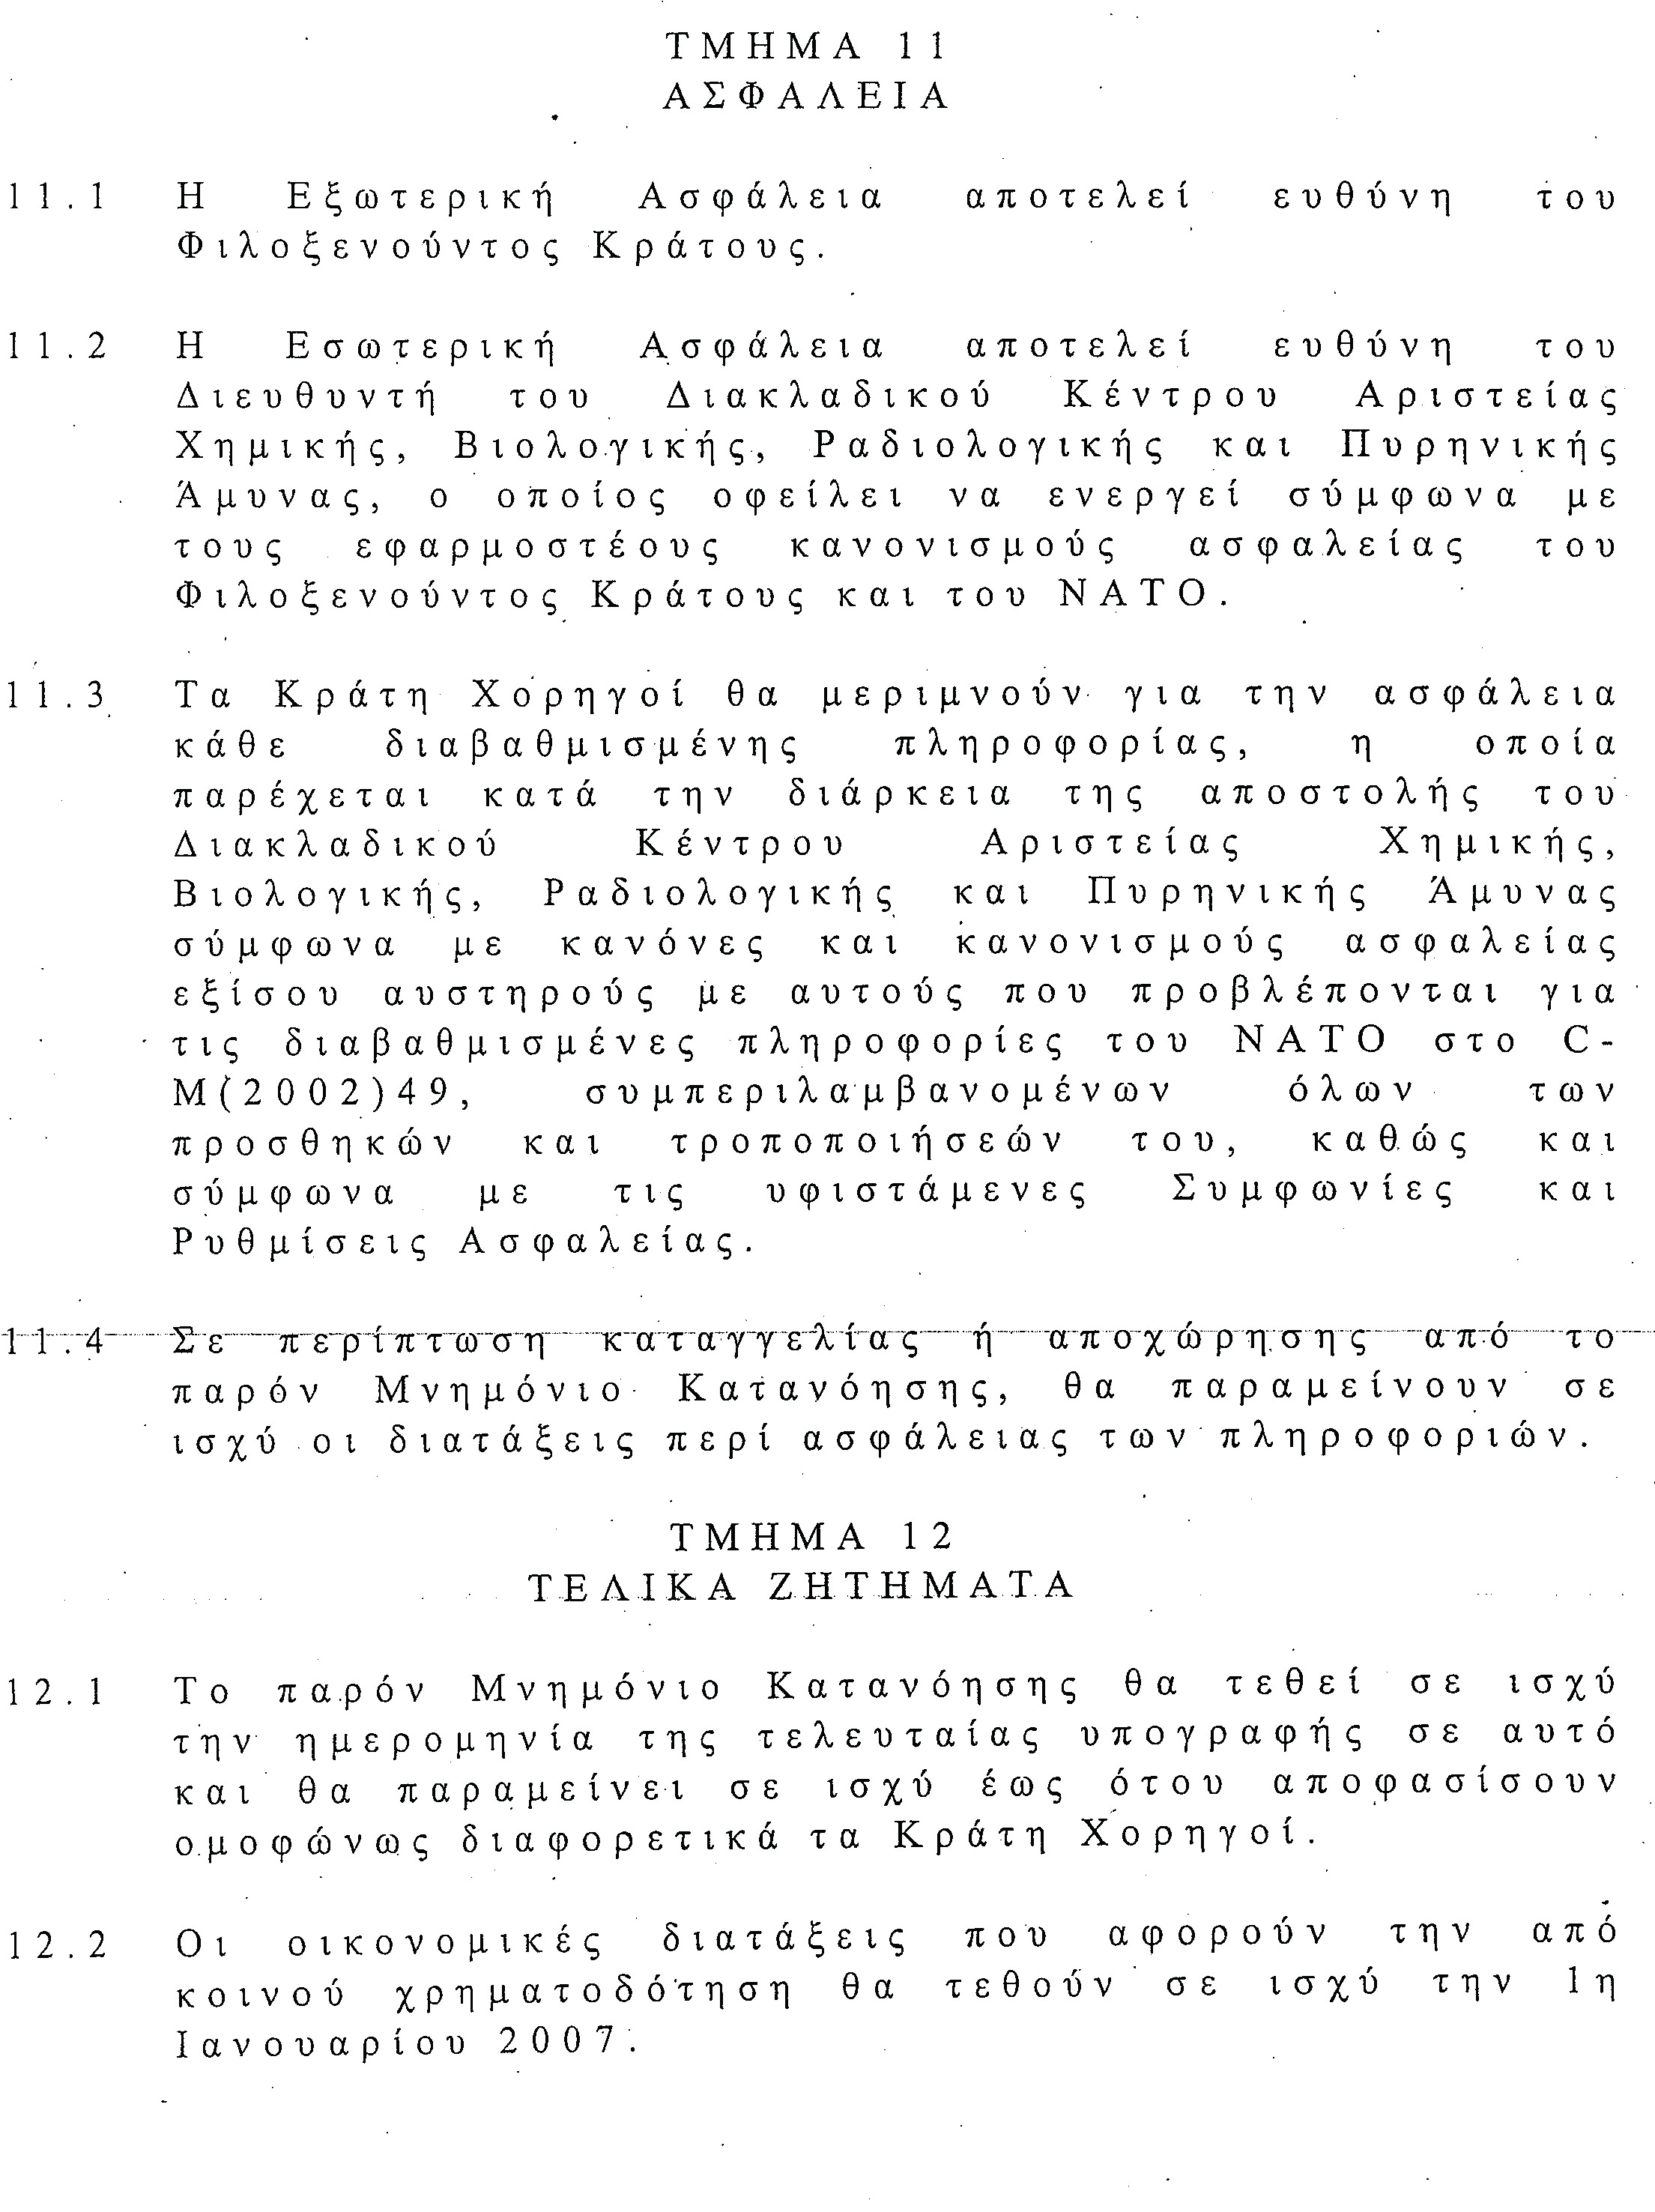 ΤΜΗΜΑ 11
ΑΣΦΑΛΕΙΑ
11.1 Η Εξωτερική Ασφάλεια αποτελεί ευθύνη του
Φιλοξενούντος Κράτους.
11.2 Η Εσωτερική Ασφάλεια αποτελεί ευθύνη του
Διευθυντή του Διακλαδικού Κέντρου Αριστείας
Χημικής, Βιολογικής, Ραδιολογικής και Πυρηνικής
Άμυνας, ο οποίος οφείλει να ενεργεί σύμφωνα με
τους εφαρμοστέους κανονισμούς ασφαλείας του
Φιλοξενούντος Κράτους και του ΝΑΤΟ.
11.3 Τα Κράτη Χορηγοί θα μεριμνούν για την ασφάλεια
κάθε διαβαθμισμένης πληροφορίας, η οποία
παρέχεται κατά την διάρκεια της αποστολής του
Διακλαδικού Κέντρου Αριστείας Χημικής,
Βιολογικής, Ραδιολογικής και Πυρηνικής Άμυνας
σύμφωνα με κανόνες και κανονισμούς ασφαλείας
εξίσου αυστηρούς με αυτούς που προβλέπονται για
τις διαβαθμισμένες πληροφορίες του ΝΑΤΟ στο C-
M(2002)49, συμπεριλαμβανομένων όλων των
προσθηκών και τροποποιήσεών του, καθώς και
σύμφωνα με τις υφιστάμενες Συμφωνίες και
Ρυθμίσεις Ασφαλείας.
11.4 Σε περίπτωση καταγγελίας ή αποχώρησης από το
παρόν Μνημόνιο Κατανόησης, θα παραμείνουν σε
ισχύ οι διατάξεις περί ασφάλειας των πληροφοριών.
ΤΜΗΜΑ 12
ΤΕΛΙΚΑ ΖΗΤΗΜΑΤΑ
12.1 Το παρόν Μνημόνιο Κατανόησης θα τεθεί σε ισχύ
την ημερομηνία της τελευταίας υπογραφής σε αυτό
και θα παραμείνει σε ισχύ έως ότου αποφασίσουν
ομοφώνως διαφορετικά τα Κράτη Χορηγοί.
12.2 Οι οικονομικές διατάξεις που αφορούν την από
κοινού χρηματοδότηση θα τεθούν σε ισχύ την 1η
Ιανουαρίου 2007.